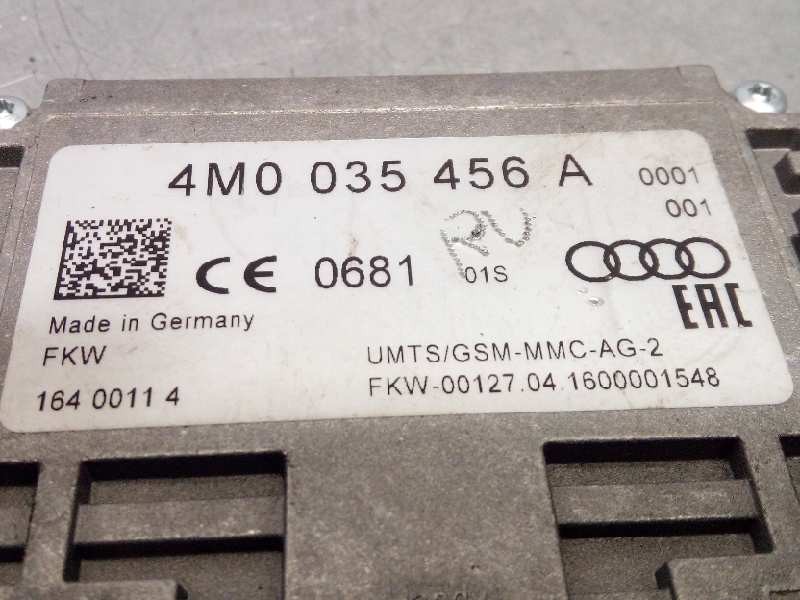 4M0 035 456 A 0001
001
CE 0681 01S
RU
EAC
Made in Germany
FKW UMTS/GSM-MMC-AG-2
164 0011 4 FKW-00127.04.1600001548